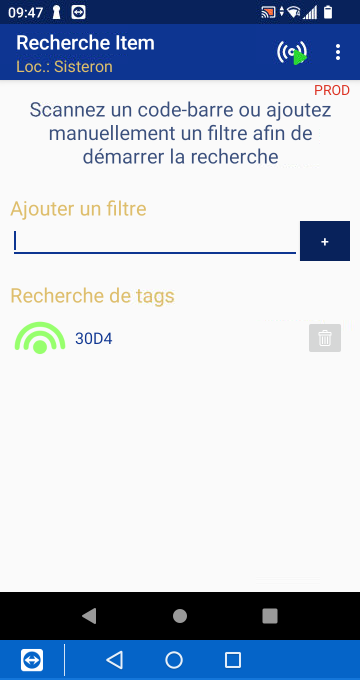 09:47
Recherche Item
Loc.: Sisteron
PROD
Scannez un code-barre ou ajoutez
manuellement un filtre afin de
démarrer la recherche
Ajouter un filtre
+
Recherche de tags
30D4